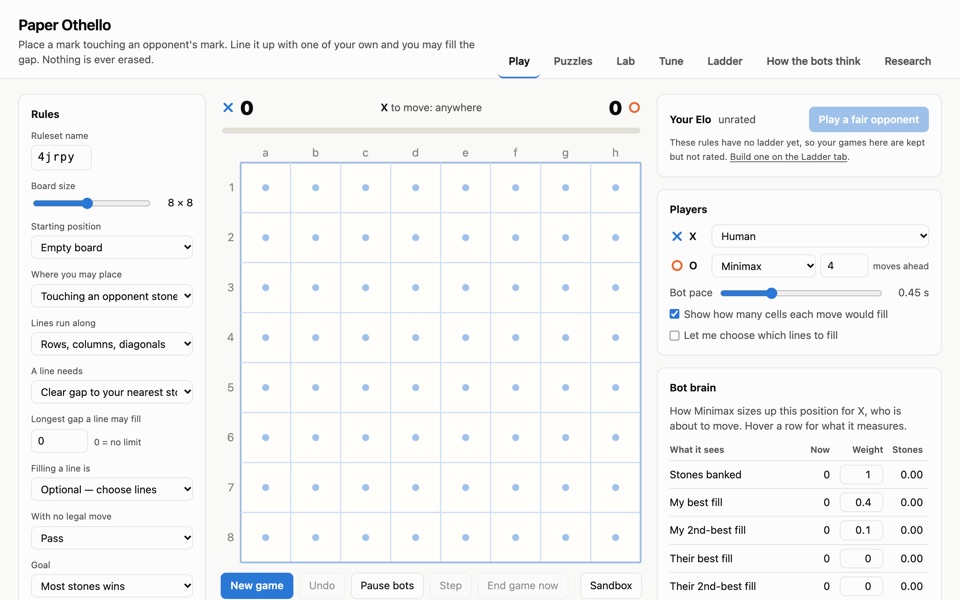 Paper Othello
Place a mark touching an opponent's mark. Line it up with one of your own and you may fill the
gap. Nothing is ever erased.
Play Puzzles Lab Tune Ladder How the bots think Research
Rules
Ruleset name
4jrpy
Board size
8 × 8
Starting position
Empty board
Where you may place
Touching an opponent stone
Lines run along
Rows, columns, diagonals
A line needs
Clear gap to your nearest sto
Longest gap a line may fill
0 0 = no limit
Filling a line is
Optional — choose lines
With no legal move
Pass
Goal
Most stones wins
0 X to move: anywhere 0
a b c d e f g h
1
2
3
4
5
6
7
8
New game Undo Pause bots Step End game now Sandbox
Your Elo unrated Play a fair opponent
These rules have no ladder yet, so your games here are kept
but not rated. Build one on the Ladder tab.
Players
X Human
O Minimax 4 moves ahead
Bot pace 0.45 s
Show how many cells each move would fill
Let me choose which lines to fill
Bot brain
How Minimax sizes up this position for X, who is
about to move. Hover a row for what it measures.
What it sees Now Weight Stones
Stones banked 0 1 0.00
My best fill 0 0.4 0.00
My 2nd-best fill 0 0.1 0.00
Their best fill 0 0 0.00
Their 2nd-best fill 0 0 0.00